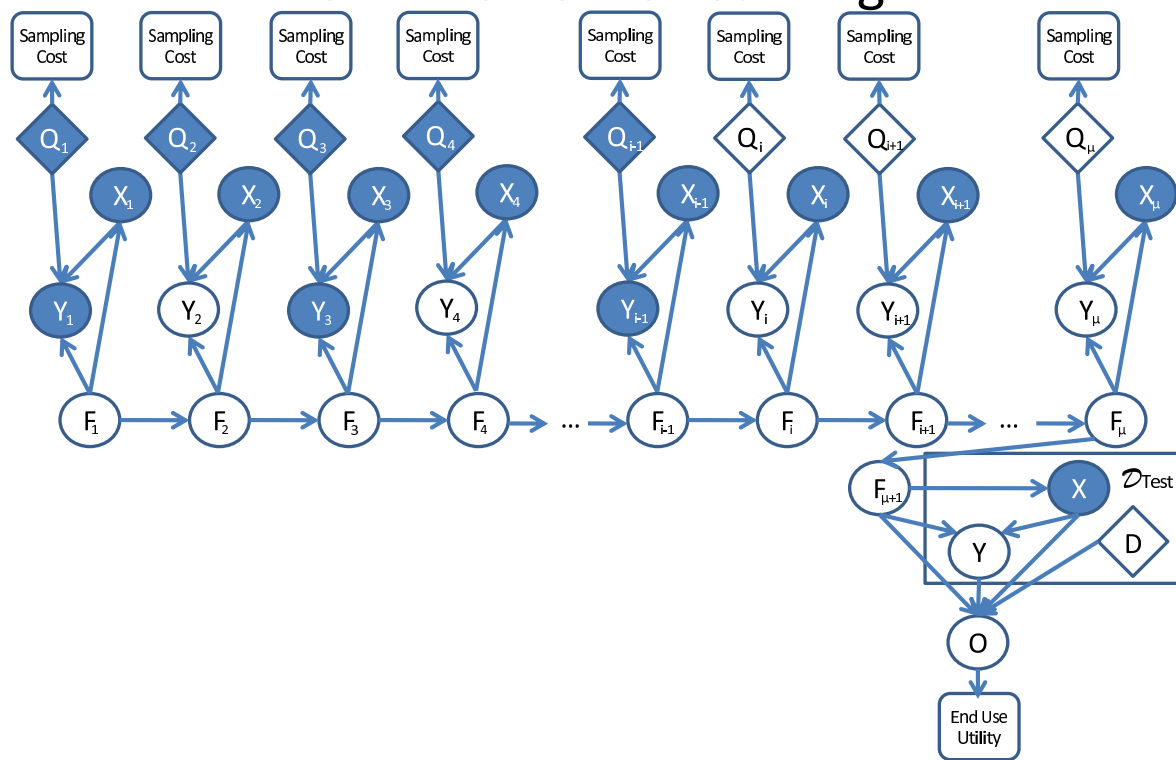 Sampling Cost Sampling Cost Sampling Cost Sampling Cost Sampling Cost Sampling Cost Sampling Cost Sampling Cost
Q1 Q2 Q3 Q4 Qi-1 Qi Qi+1 Qμ
X1 X2 X3 X4 Xi-1 Xi Xi+1 Xμ
Y1 Y2 Y3 Y4 Yi-1 Yi Yi+1 Yμ
F1 F2 F3 F4 ... Fi-1 Fi Fi+1 ... Fμ
Fμ+1 X 𝒟Test
Y D
O
End Use
Utility